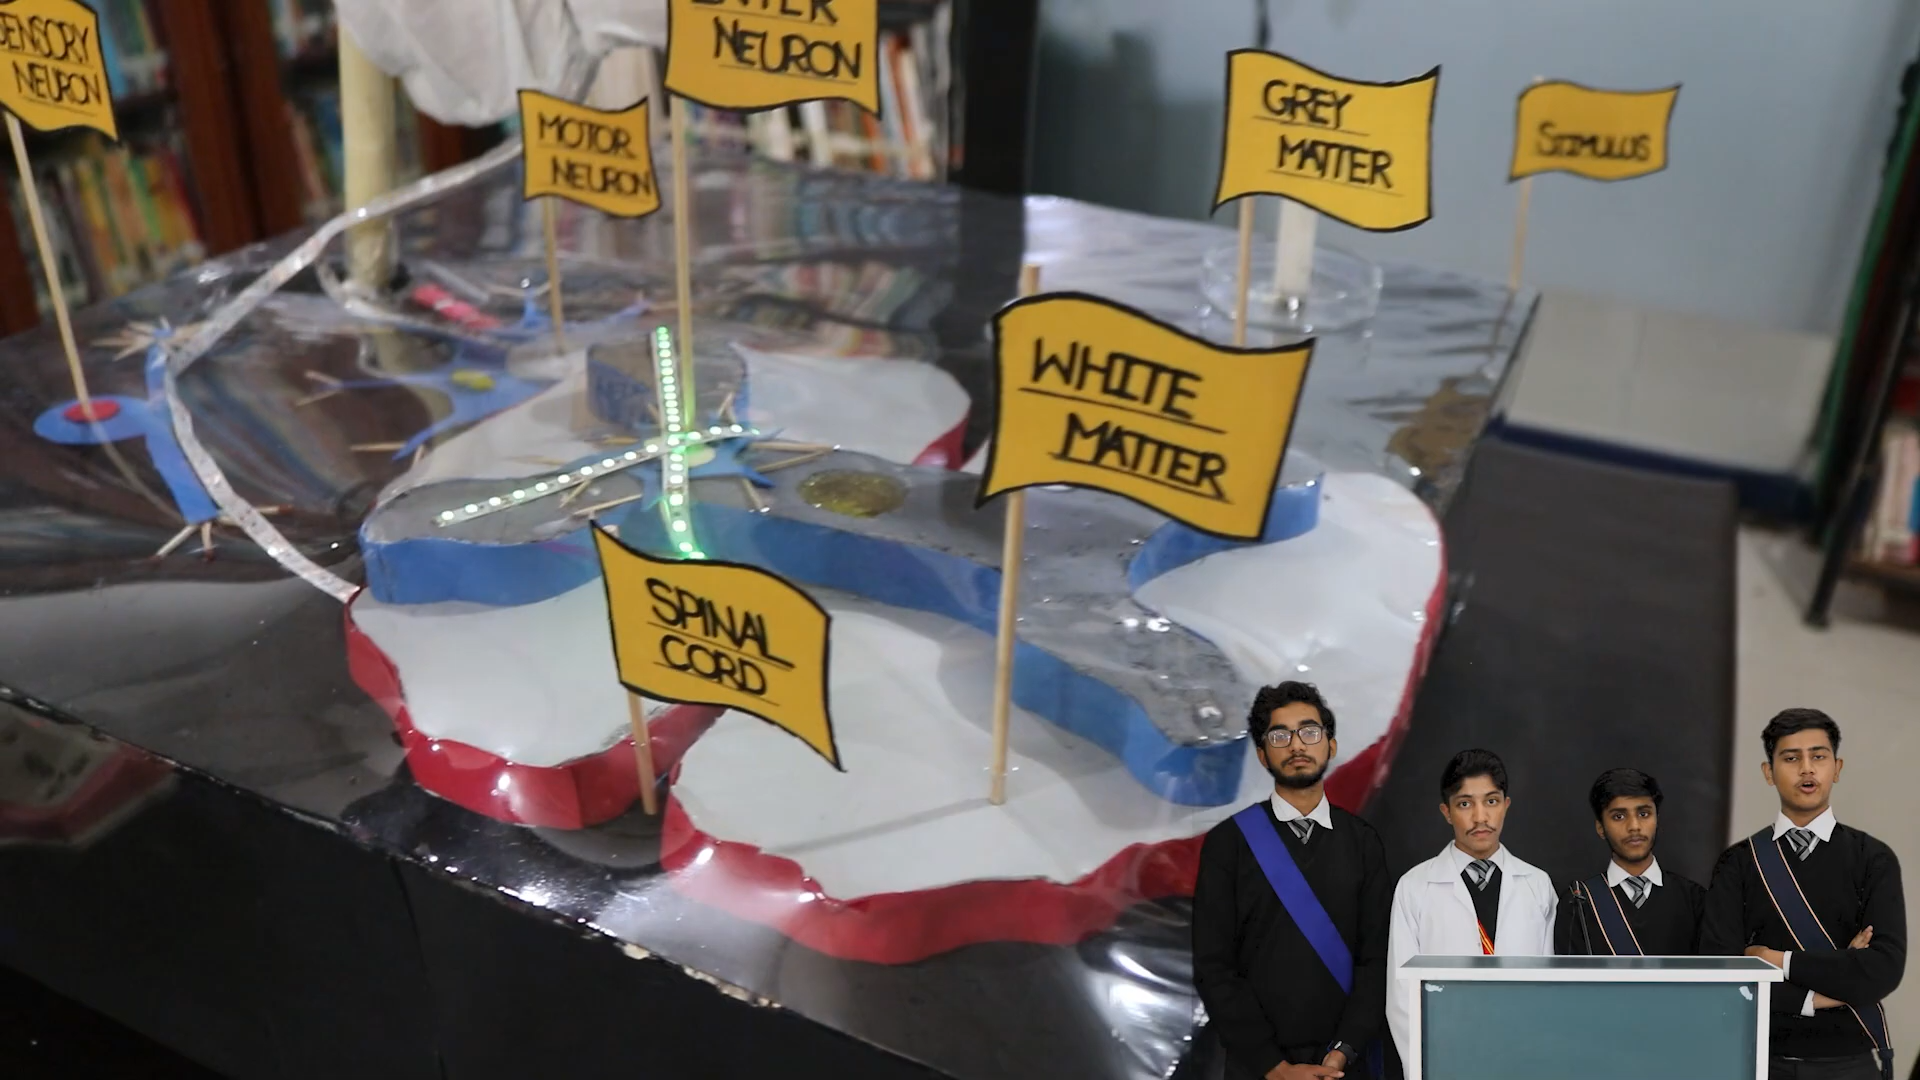 SENSORY
NEURON
NEURON
MOTOR
NEURON
GREY
MATTER
STIMULUS
WHITE
MATTER
SPINAL
CORD